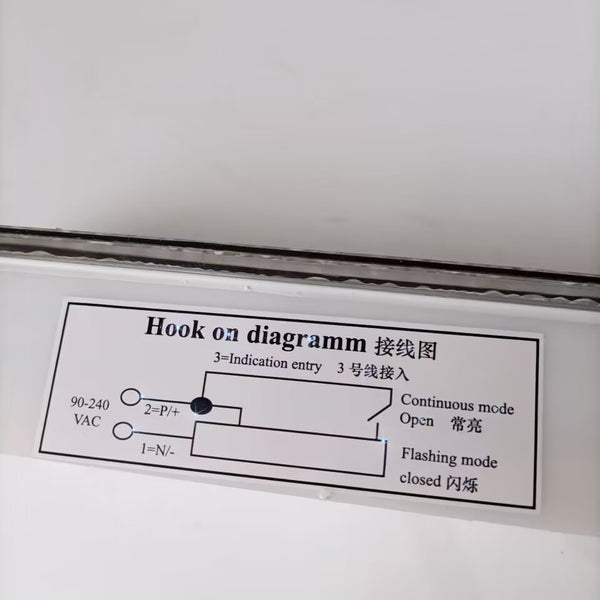 Hook on diagramm 接线图
3=Indication entry 3 号线接入
90-240
VAC
2=P/+
1=N/-
Continuous mode
Open 常亮
Flashing mode
closed 闪烁